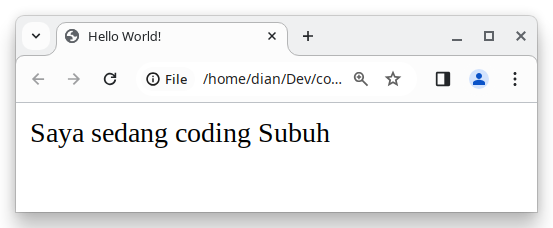 Hello World!
File /home/dian/Dev/co...
Saya sedang coding Subuh